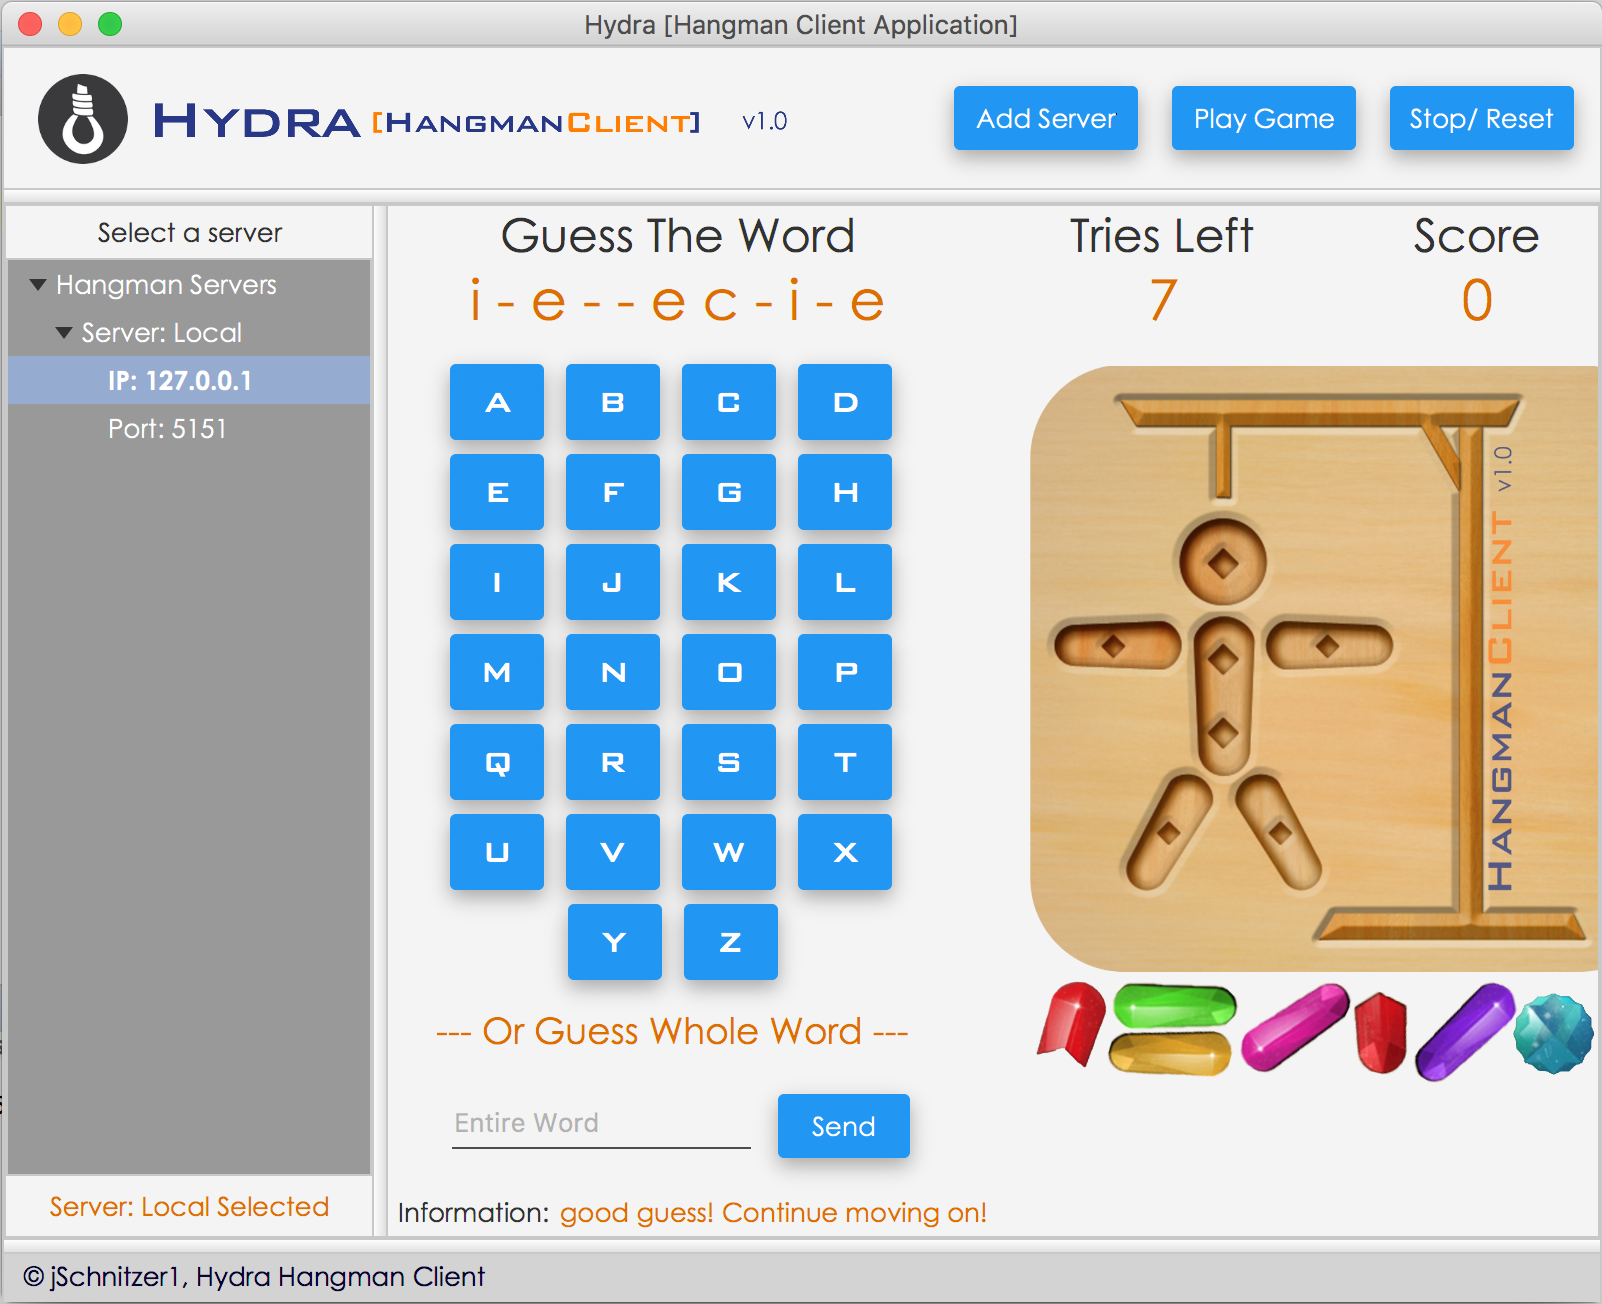 Hydra [Hangman Client Application]
HYDRA [HANGMANCLIENT] v1.0
Add Server
Play Game
Stop/ Reset
Select a server
Hangman Servers
Server: Local
IP: 127.0.0.1
Port: 5151
Server: Local Selected
Guess The Word
i - e - - e c - i - e
Tries Left
7
Score
0
A B C D
E F G H
I J K L
M N O P
Q R S T
U V W X
Y Z
--- Or Guess Whole Word ---
Entire Word
Send
HANGMANCLIENT v1.0
Information: good guess! Continue moving on!
© jSchnitzer1, Hydra Hangman Client